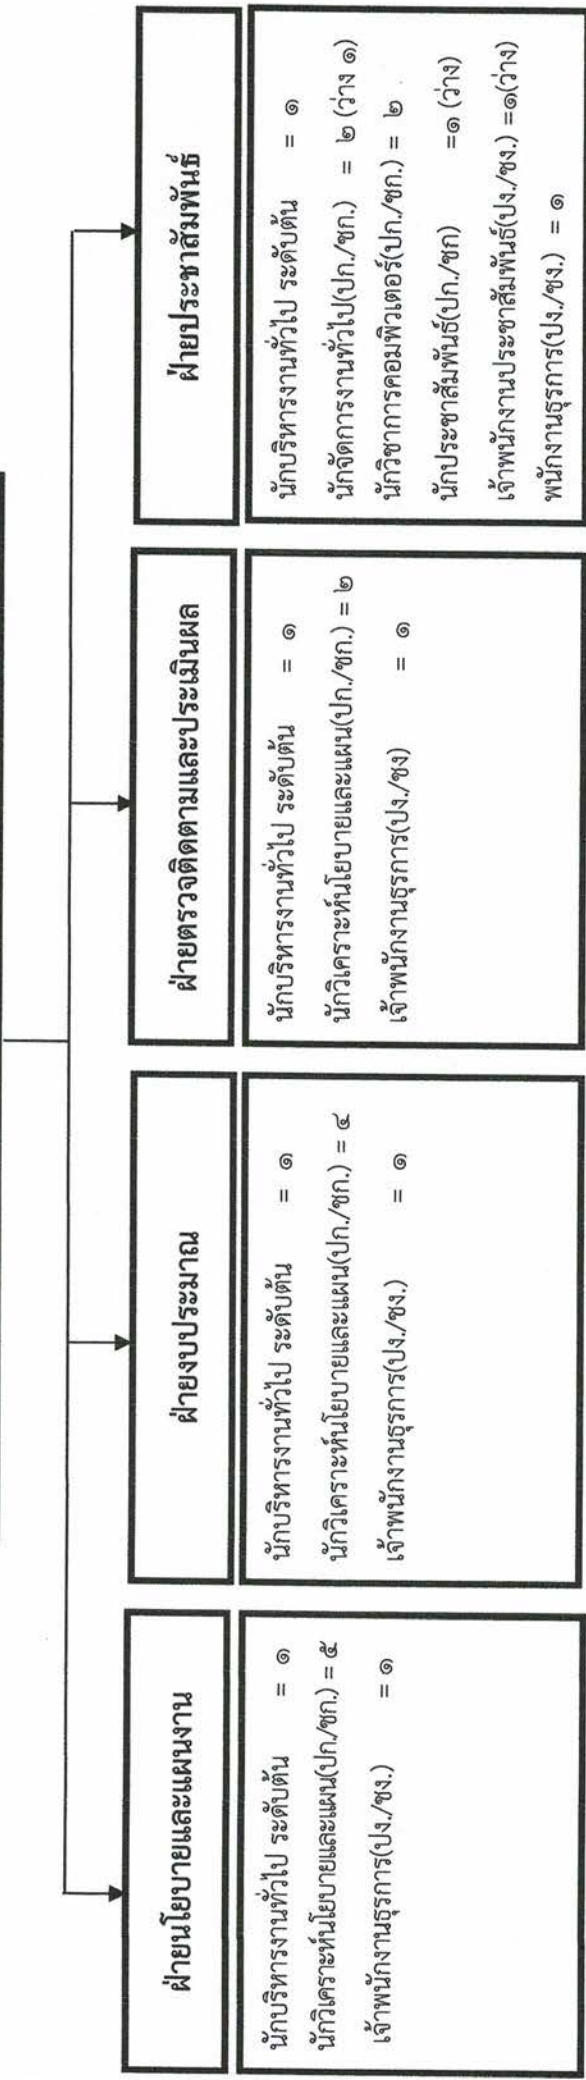 ฝ่ายนโยบายและแผนงาน
นักบริหารงานทั่วไป ระดับต้น = ๑
นักวิเคราะห์นโยบายและแผน(ปก./ชก.) = ๕
เจ้าพนักงานธุรการ(ปง./ชง.) = ๑
ฝ่ายงบประมาณ
นักบริหารงานทั่วไป ระดับต้น = ๑
นักวิเคราะห์นโยบายและแผน(ปก./ชก.) = ๔
เจ้าพนักงานธุรการ(ปง./ชง.) = ๑
ฝ่ายตรวจติดตามและประเมินผล
นักบริหารงานทั่วไป ระดับต้น = ๑
นักวิเคราะห์นโยบายและแผน(ปก./ชก.) = ๒
เจ้าพนักงานธุรการ(ปง./ชง) = ๑
ฝ่ายประชาสัมพันธ์
นักบริหารงานทั่วไป ระดับต้น = ๑
นักจัดการงานทั่วไป(ปก./ชก.) = ๒ (ว่าง ๑)
นักวิชาการคอมพิวเตอร์(ปก./ชก.) = ๒
นักประชาสัมพันธ์(ปก./ชก) =๑ (ว่าง)
เจ้าพนักงานประชาสัมพันธ์(ปง./ชง.) =๑(ว่าง)
พนักงานธุรการ(ปง./ชง.) = ๑